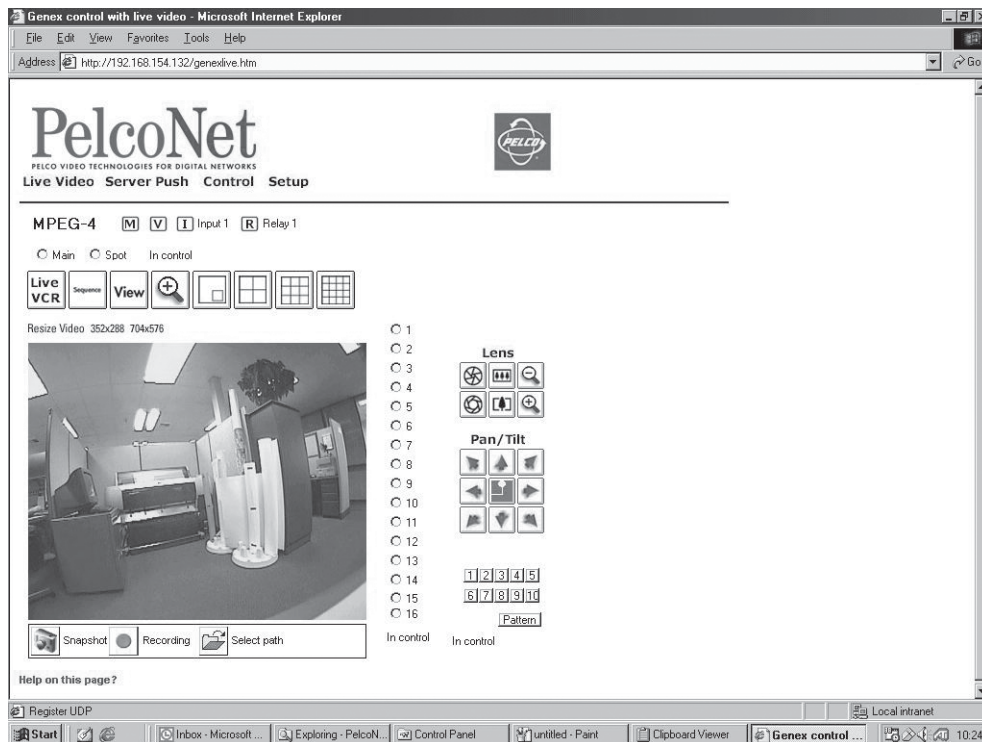 Genex control with live video - Microsoft Internet Explorer
File Edit View Favorites Tools Help
Address http://192.168.154.132/genexlive.htm Go
PelcoNet
PELCO VIDEO TECHNOLOGIES FOR DIGITAL NETWORKS
PELCO
Live Video Server Push Control Setup
MPEG-4 M V I Input 1 R Relay 1
Main Spot In control
Live VCR Sequence View
Resize Video 352x288 704x576
1
2
3
4
5
6
7
8
9
10
11
12
13
14
15
16
In control
Lens
Pan/Tilt
1 2 3 4 5
6 7 8 9 10
Pattern
In control
Snapshot Recording Select path
Help on this page?
Register UDP Local intranet
Start Inbox - Microsoft ... Exploring - PelcoN... Control Panel untitled - Paint Clipboard Viewer Genex control ... 10:24